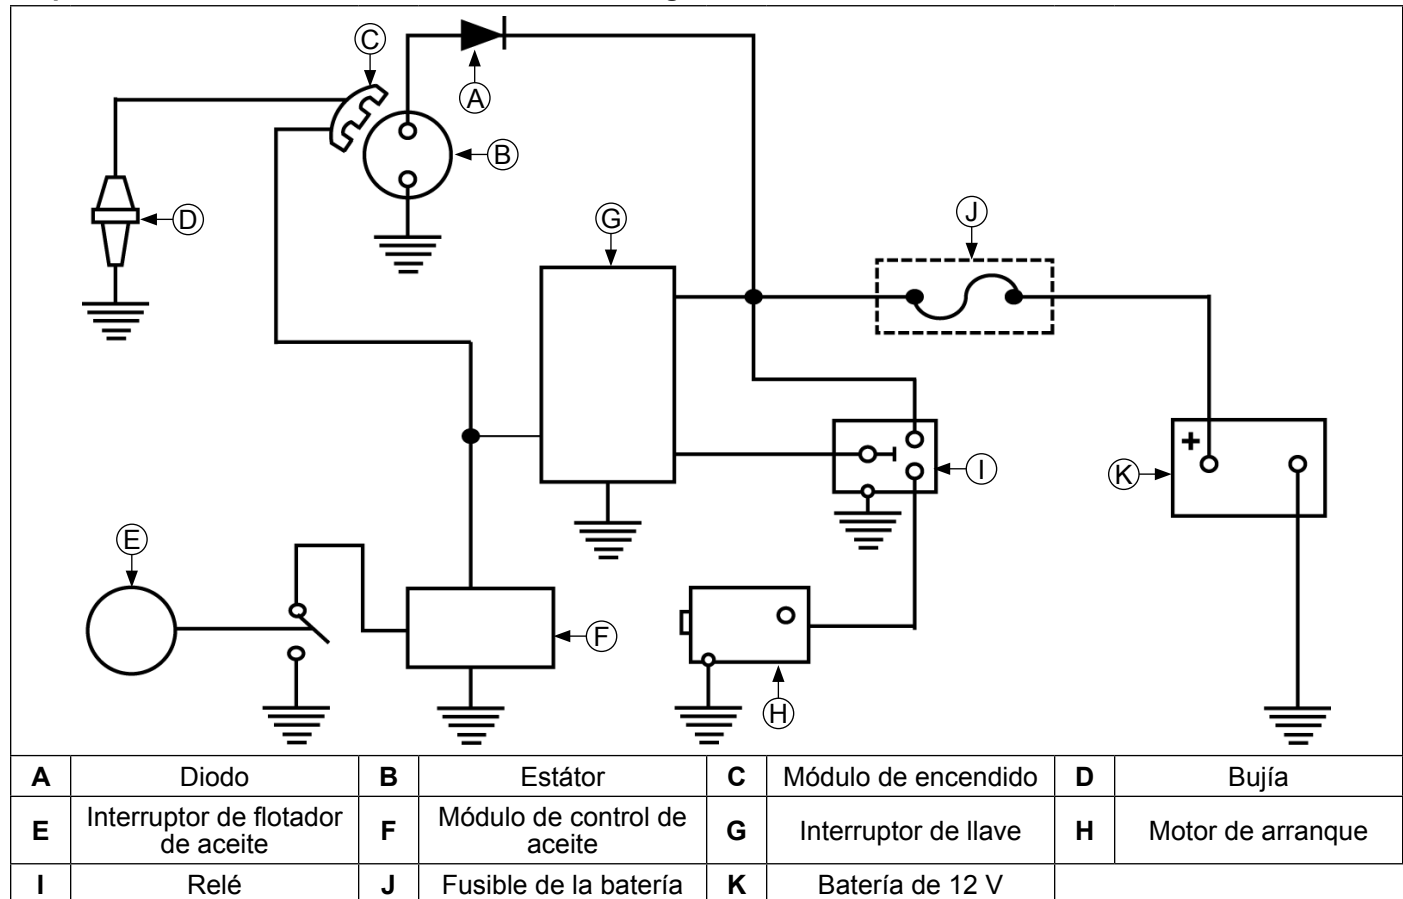 C
A
B
D
G
J
+
I
K
E
F
H
A Diodo B Estátor C Módulo de encendido D Bujía
E Interruptor de flotador de aceite F Módulo de control de aceite G Interruptor de llave H Motor de arranque
I Relé J Fusible de la batería K Batería de 12 V